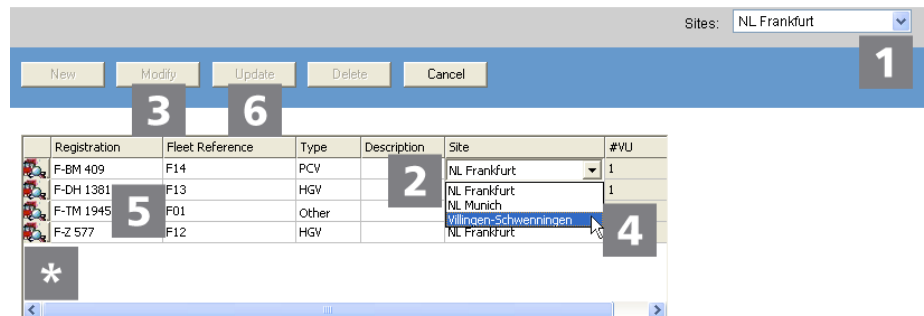 Sites: NL Frankfurt
1
New Modify Update Delete Cancel
3 6
Registration Fleet Reference Type Description Site #VU
F-BM 409 F14 PCV 2 NL Frankfurt 1
F-DH 1381 F13 HGV NL Frankfurt 1
NL Munich
F-TM 1945 5 F01 Other Villingen-Schwenningen 4
F-Z 577 F12 HGV NL Frankfurt
*